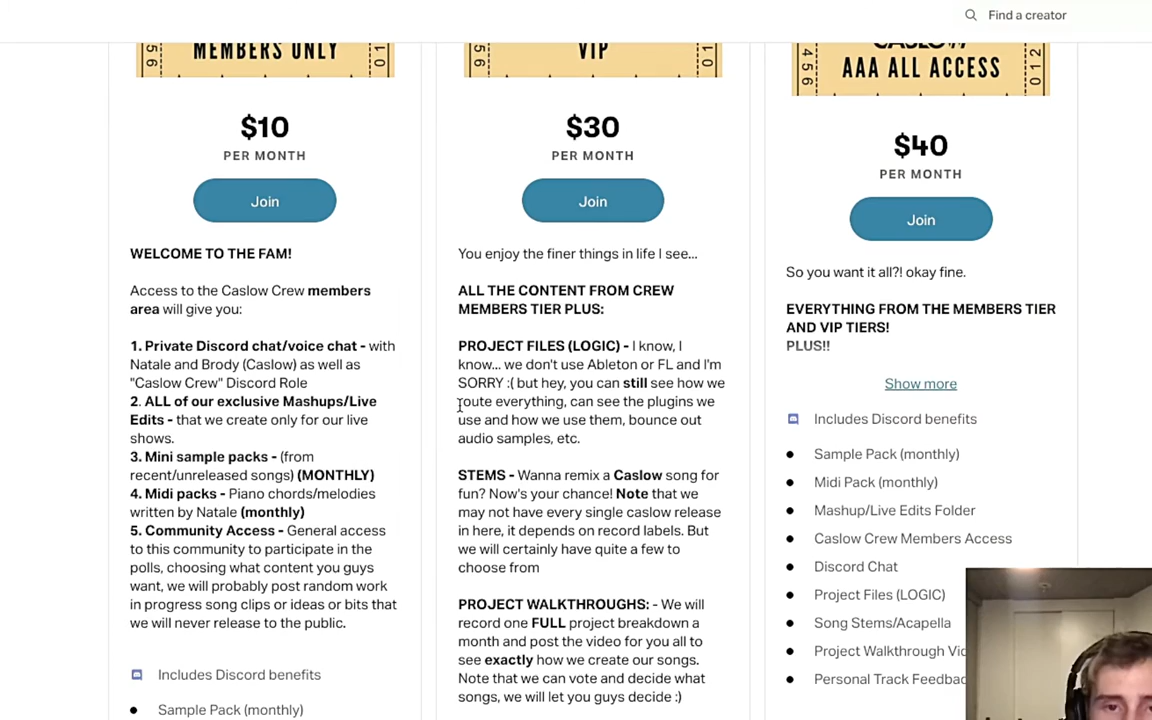 Find a creator
MEMBERS ONLY
VIP
CASLOW
AAA ALL ACCESS
$10
PER MONTH
Join
WELCOME TO THE FAM!
Access to the Caslow Crew members
area will give you:
1. Private Discord chat/voice chat - with
Natale and Brody (Caslow) as well as
"Caslow Crew" Discord Role
2. ALL of our exclusive Mashups/Live
Edits - that we create only for our live
shows.
3. Mini sample packs - (from
recent/unreleased songs) (MONTHLY)
4. Midi packs - Piano chords/melodies
written by Natale (monthly)
5. Community Access - General access
to this community to participate in the
polls, choosing what content you guys
want, we will probably post random work
in progress song clips or ideas or bits that
we will never release to the public.
Includes Discord benefits
Sample Pack (monthly)
$30
PER MONTH
Join
You enjoy the finer things in life I see...
ALL THE CONTENT FROM CREW
MEMBERS TIER PLUS:
PROJECT FILES (LOGIC) - I know, I
know... we don't use Ableton or FL and I'm
SORRY :( but hey, you can still see how we
route everything, can see the plugins we
use and how we use them, bounce out
audio samples, etc.
STEMS - Wanna remix a Caslow song for
fun? Now's your chance! Note that we
may not have every single caslow release
in here, it depends on record labels. But
we will certainly have quite a few to
choose from
PROJECT WALKTHROUGHS: - We will
record one FULL project breakdown a
month and post the video for you all to
see exactly how we create our songs.
Note that we can vote and decide what
songs, we will let you guys decide :)
$40
PER MONTH
Join
So you want it all?! okay fine.
EVERYTHING FROM THE MEMBERS TIER
AND VIP TIERS!
PLUS!!
Show more
Includes Discord benefits
Sample Pack (monthly)
Midi Pack (monthly)
Mashup/Live Edits Folder
Caslow Crew Members Access
Discord Chat
Project Files (LOGIC)
Song Stems/Acapella
Project Walkthrough Vid
Personal Track Feedbac